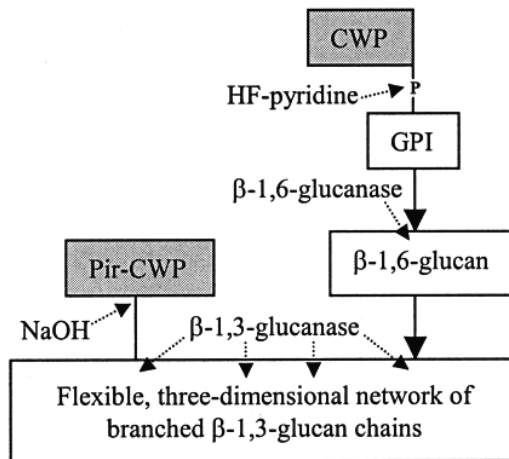 CWP
P
HF-pyridine
GPI
β-1,6-glucanase
β-1,6-glucan
Pir-CWP
NaOH
β-1,3-glucanase
Flexible, three-dimensional network of
branched β-1,3-glucan chains